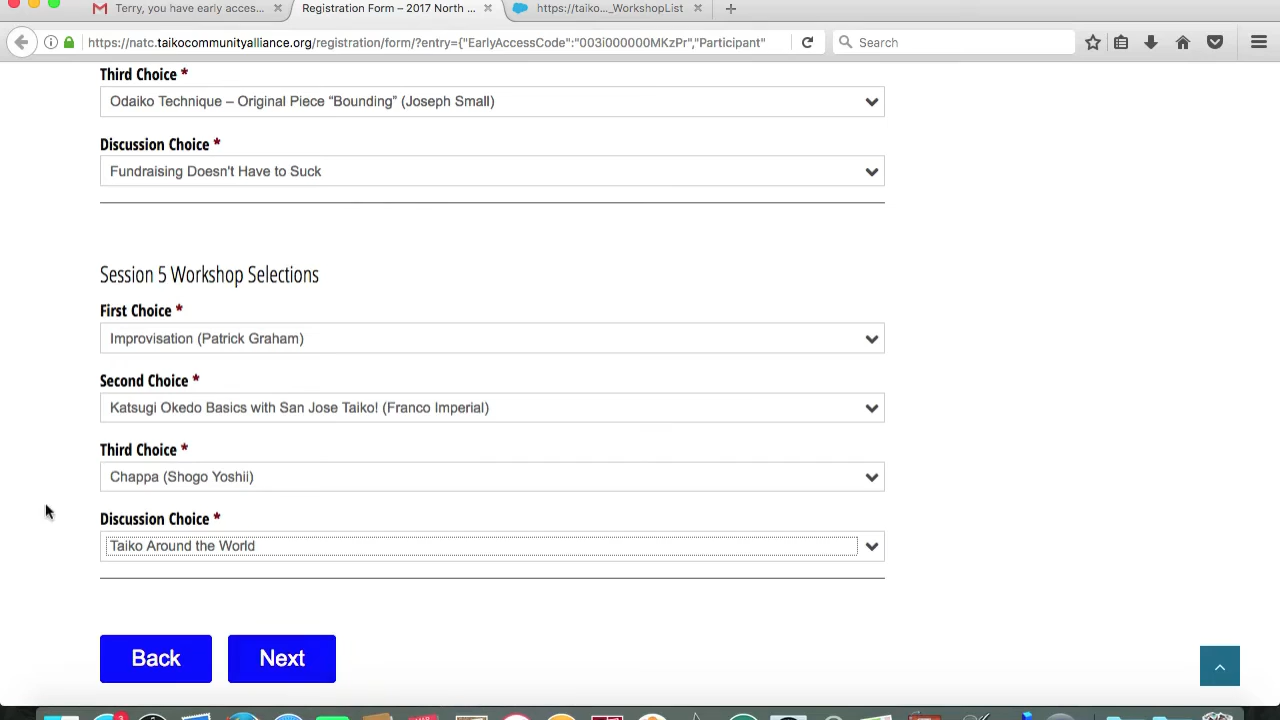 Terry, you have early acces...
Registration Form – 2017 North ...
https://taiko..._WorkshopList
https://natc.taikocommunityalliance.org/registration/form/?entry={"EarlyAccessCode":"003i000000MKzPr","Participant"
Search
Third Choice *
Odaiko Technique – Original Piece “Bounding” (Joseph Small)
Discussion Choice *
Fundraising Doesn't Have to Suck
Session 5 Workshop Selections
First Choice *
Improvisation (Patrick Graham)
Second Choice *
Katsugi Okedo Basics with San Jose Taiko! (Franco Imperial)
Third Choice *
Chappa (Shogo Yoshii)
Discussion Choice *
Taiko Around the World
Back Next